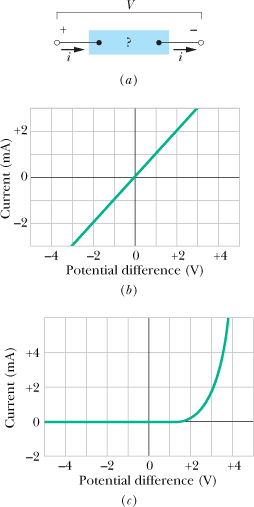 V
+ ? −
i i
(a)
+2
0
−2
Current (mA)
−4 −2 0 +2 +4
Potential difference (V)
(b)
+4
+2
0
−2
Current (mA)
−4 −2 0 +2 +4
Potential difference (V)
(c)